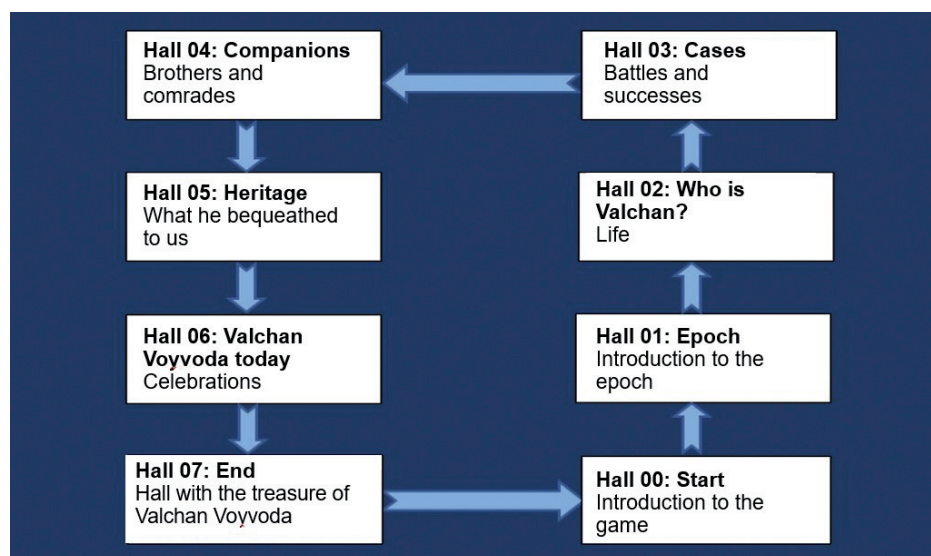 Hall 04: Companions
Brothers and
comrades
Hall 03: Cases
Battles and
successes
Hall 05: Heritage
What he bequeathed
to us
Hall 02: Who is
Valchan?
Life
Hall 06: Valchan
Voyvoda today
Celebrations
Hall 01: Epoch
Introduction to the
epoch
Hall 07: End
Hall with the treasure of
Valchan Voyvoda
Hall 00: Start
Introduction to the
game